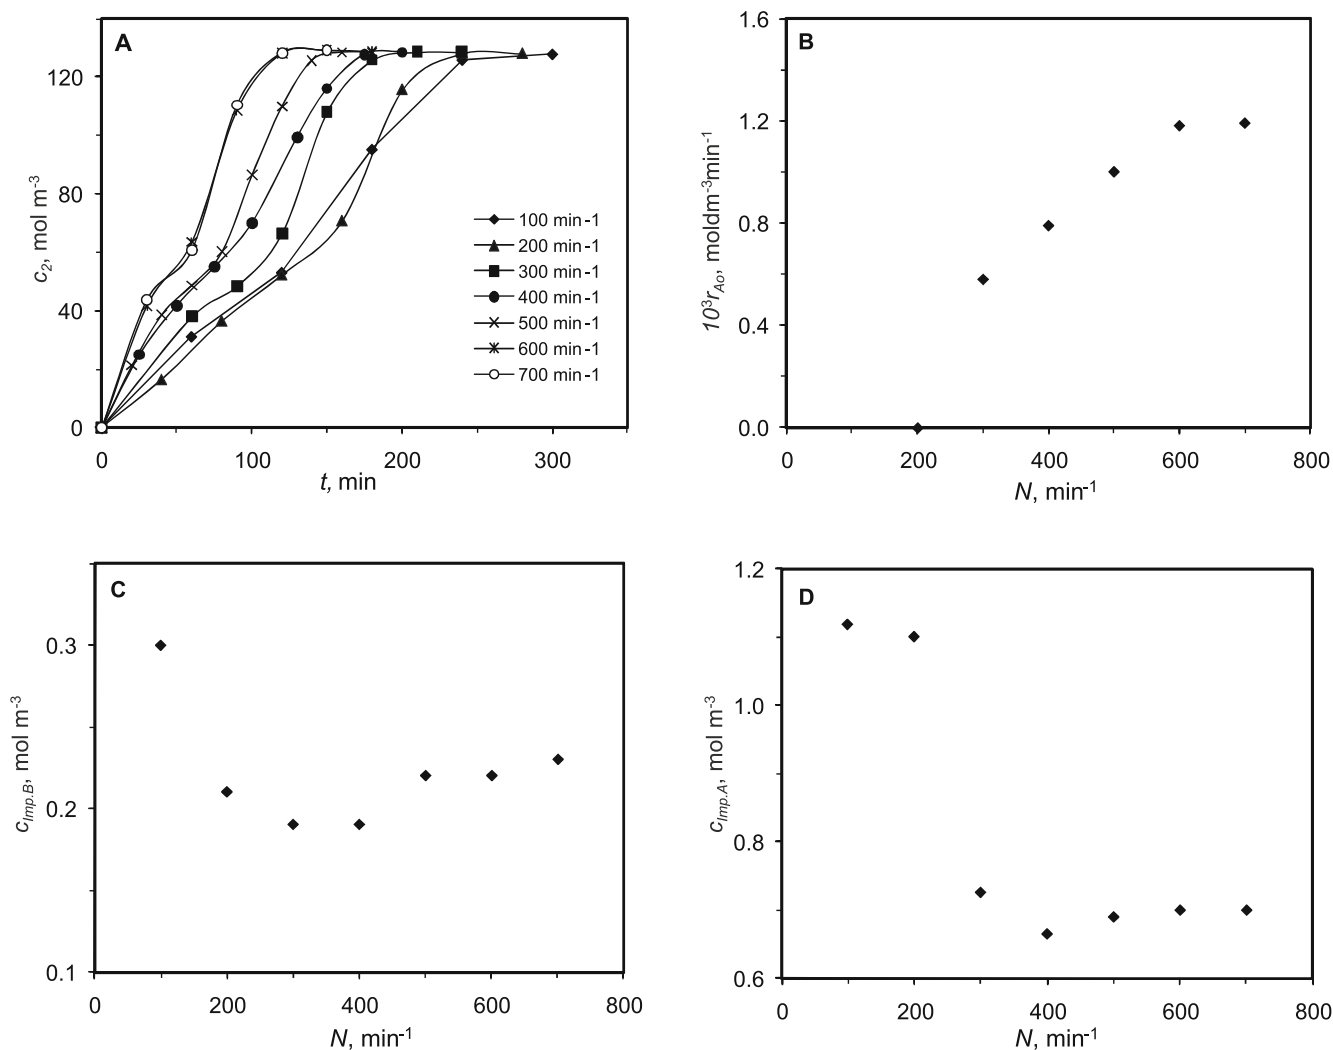 A
120
80
40
0
c₂, mol m⁻³
100 min-1
200 min-1
300 min-1
400 min-1
500 min-1
600 min-1
700 min-1
0 100 200 300
t, min
B
1.6
1.2
0.8
0.4
0.0
10³r_Ao, moldm⁻³min⁻¹
0 200 400 600 800
N, min⁻¹
C
0.3
0.2
0.1
c_Imp.B, mol m⁻³
0 200 400 600 800
N, min⁻¹
D
1.2
1.0
0.8
0.6
c_Imp.A, mol m⁻³
0 200 400 600 800
N, min⁻¹